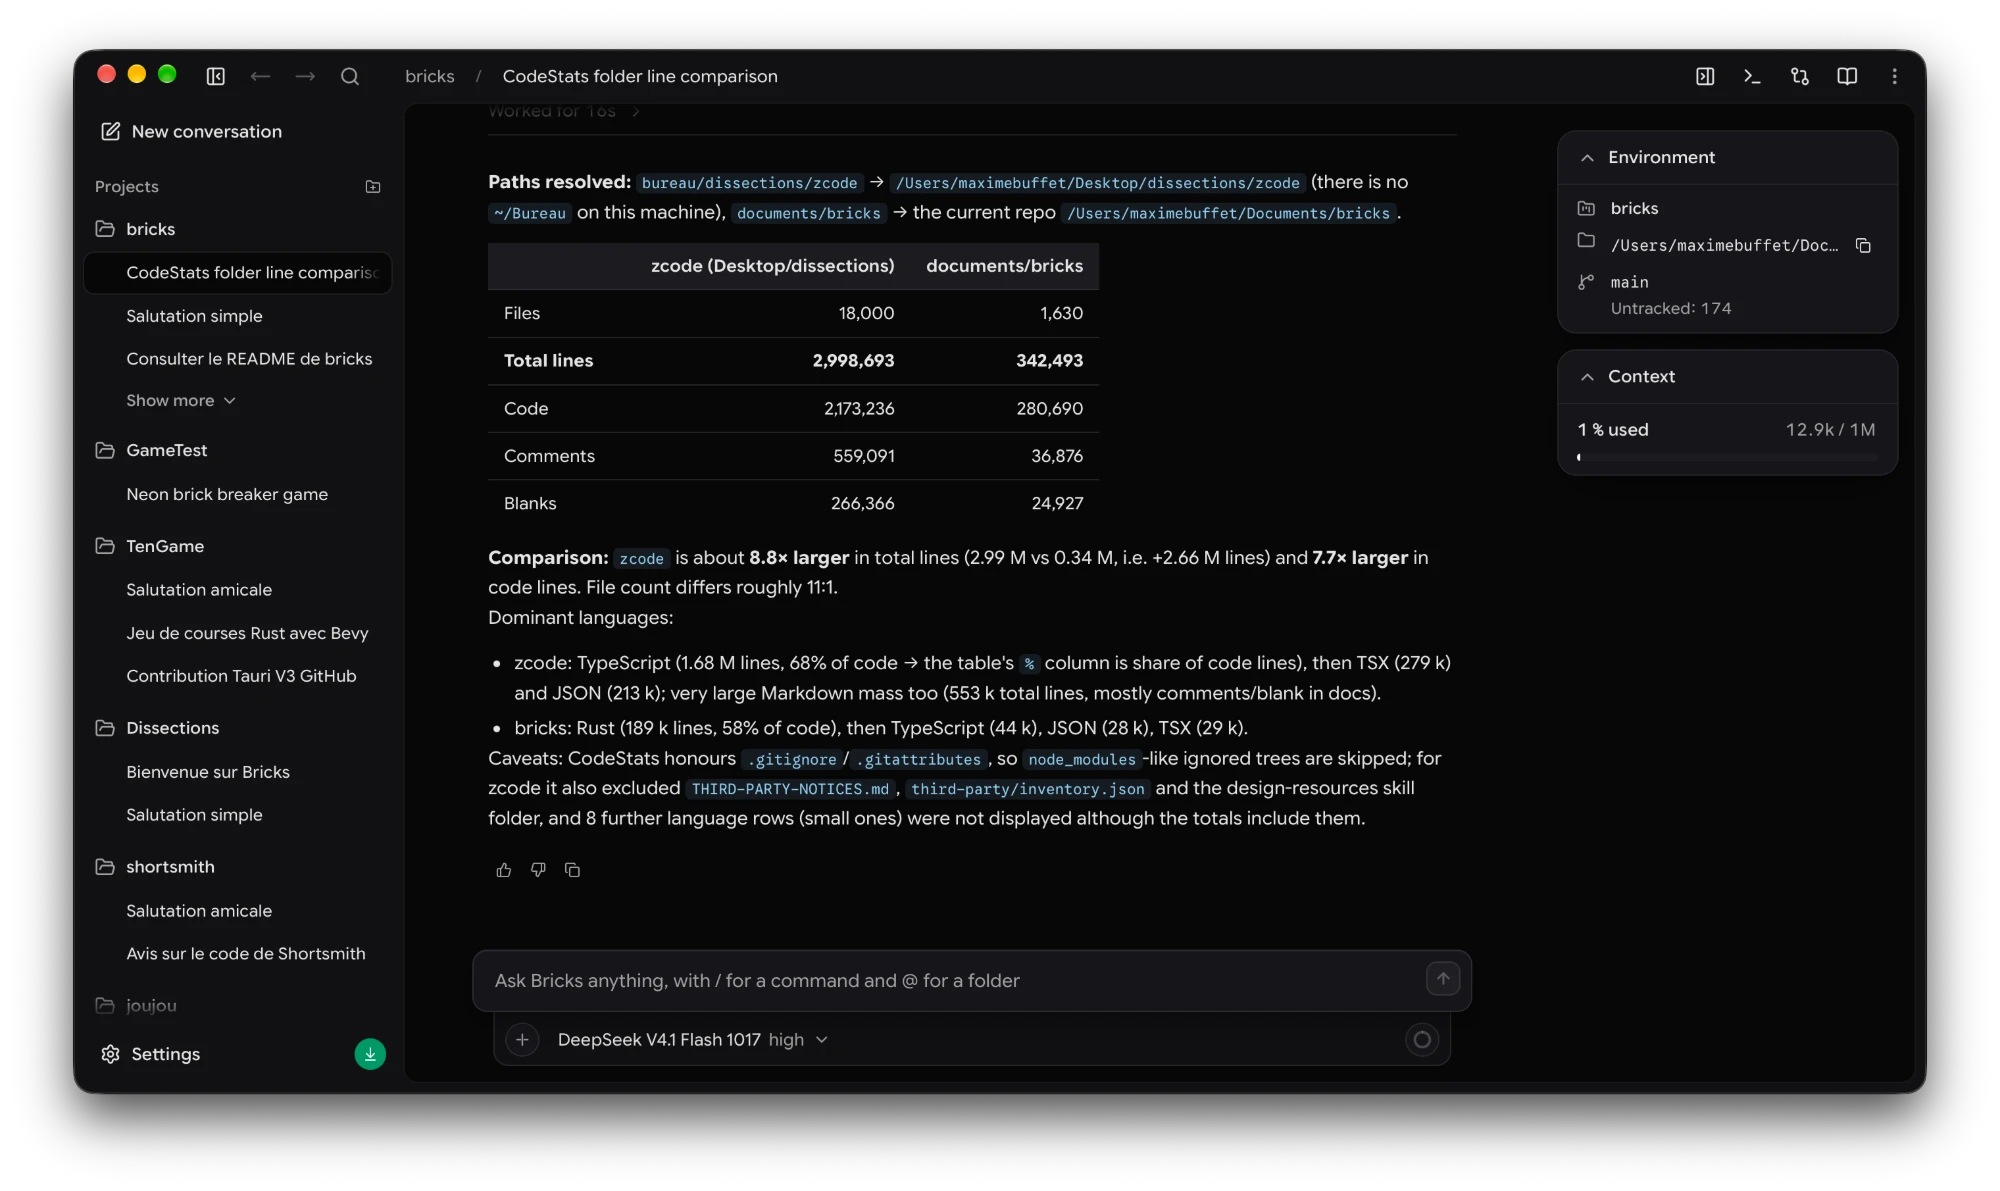 bricks / CodeStats folder line comparison
New conversation
Projects
bricks
CodeStats folder line comparisc
Salutation simple
Consulter le README de bricks
Show more
GameTest
Neon brick breaker game
TenGame
Salutation amicale
Jeu de courses Rust avec Bevy
Contribution Tauri V3 GitHub
Dissections
Bienvenue sur Bricks
Salutation simple
shortsmith
Salutation amicale
Avis sur le code de Shortsmith
joujou
Settings
Worked for 16s
Paths resolved: bureau/dissections/zcode → /Users/maximebuffet/Desktop/dissections/zcode (there is no
~/Bureau on this machine), documents/bricks → the current repo /Users/maximebuffet/Documents/bricks.
zcode (Desktop/dissections) documents/bricks
Files 18,000 1,630
Total lines 2,998,693 342,493
Code 2,173,236 280,690
Comments 559,091 36,876
Blanks 266,366 24,927
Comparison: zcode is about 8.8× larger in total lines (2.99 M vs 0.34 M, i.e. +2.66 M lines) and 7.7× larger in
code lines. File count differs roughly 11:1.
Dominant languages:
• zcode: TypeScript (1.68 M lines, 68% of code → the table's % column is share of code lines), then TSX (279 k)
and JSON (213 k); very large Markdown mass too (553 k total lines, mostly comments/blank in docs).
• bricks: Rust (189 k lines, 58% of code), then TypeScript (44 k), JSON (28 k), TSX (29 k).
Caveats: CodeStats honours .gitignore/.gitattributes, so node_modules-like ignored trees are skipped; for
zcode it also excluded THIRD-PARTY-NOTICES.md, third-party/inventory.json and the design-resources skill
folder, and 8 further language rows (small ones) were not displayed although the totals include them.
Ask Bricks anything, with / for a command and @ for a folder
DeepSeek V4.1 Flash 1017 high
Environment
bricks
/Users/maximebuffet/Doc…
main
Untracked: 174
Context
1 % used 12.9k / 1M